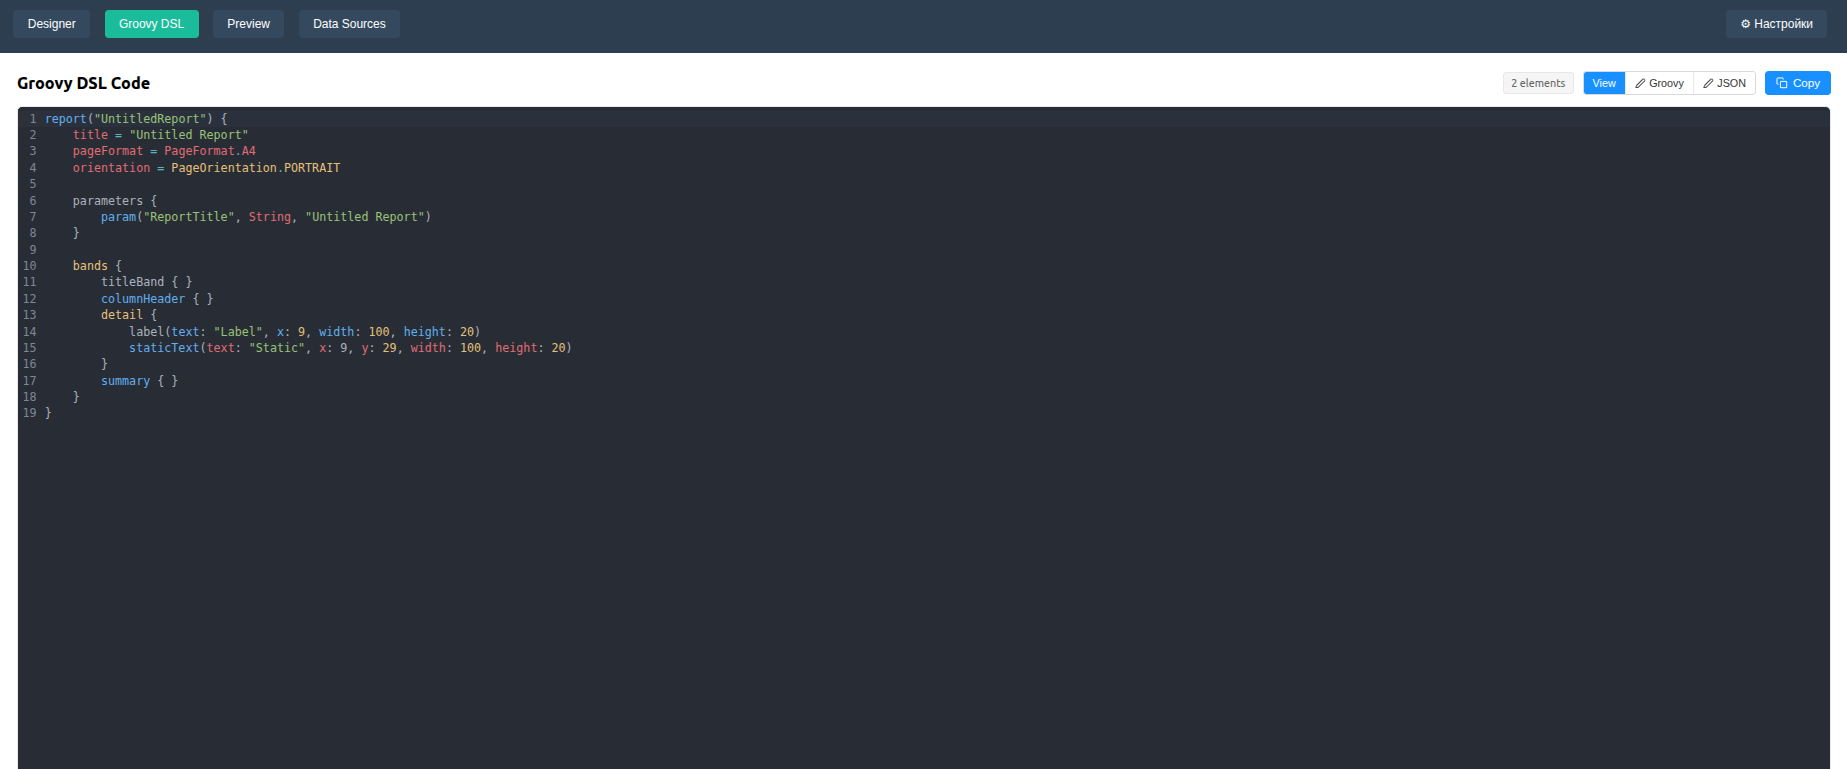 Designer Groovy DSL Preview Data Sources ⚙ Настройки
Groovy DSL Code 2 elements View Groovy JSON Copy
1 report("UntitledReport") {
2     title = "Untitled Report"
3     pageFormat = PageFormat.A4
4     orientation = PageOrientation.PORTRAIT
5
6     parameters {
7         param("ReportTitle", String, "Untitled Report")
8     }
9
10     bands {
11         titleBand { }
12         columnHeader { }
13         detail {
14             label(text: "Label", x: 9, width: 100, height: 20)
15             staticText(text: "Static", x: 9, y: 29, width: 100, height: 20)
16         }
17         summary { }
18     }
19 }